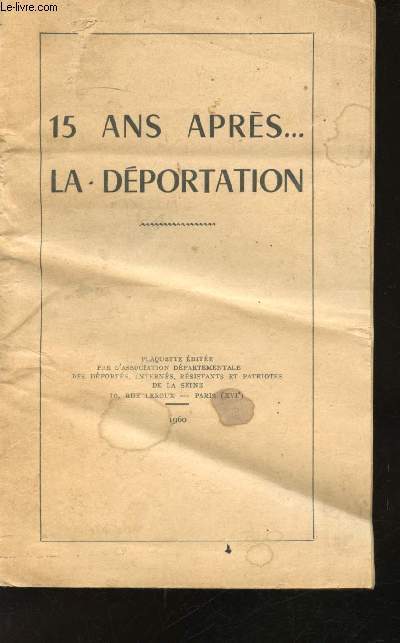 Le-livre.com
15 ANS APRÈS...
LA · DÉPORTATION
PLAQUETTE ÉDITÉE
PAR L'ASSOCIATION DÉPARTEMENTALE
DES DÉPORTÉS, INTERNÉS, RÉSISTANTS ET PATRIOTES
DE LA SEINE
10, RUE LEROUX — PARIS (XVIe)
1960